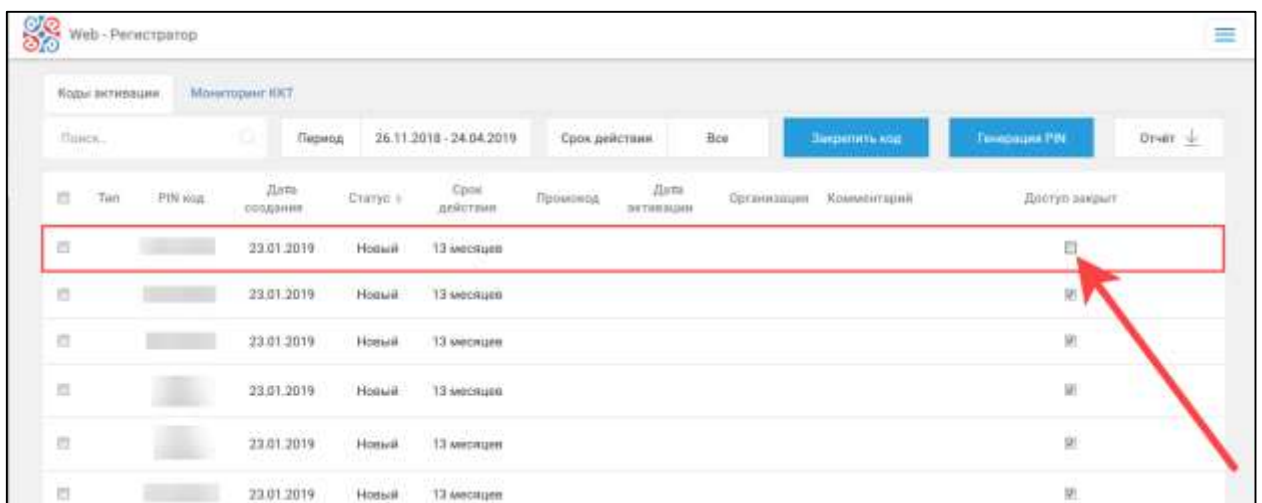 Web - Регистратор
Коды активации Мониторинг ККТ
Поиск... Период 26.11.2018 - 24.04.2019 Срок действия Все Закрепить код Генерация PIN Отчёт
Тип PIN код Дата создания Статус Срок действия Промокод Дата активации Организация Комментарий Доступ закрыт
23.01.2019 Новый 13 месяцев
23.01.2019 Новый 13 месяцев
23.01.2019 Новый 13 месяцев
23.01.2019 Новый 13 месяцев
23.01.2019 Новый 13 месяцев
23.01.2019 Новый 13 месяцев